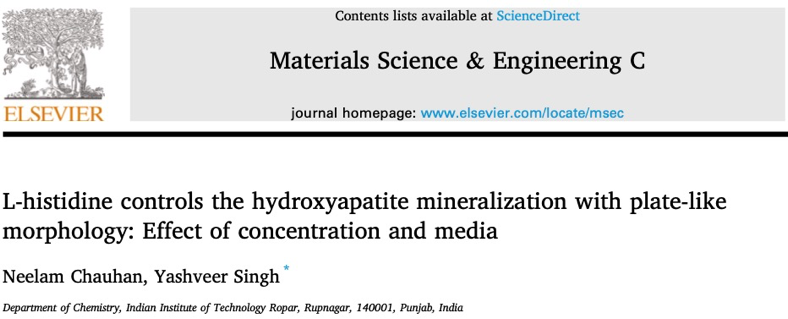 Contents lists available at ScienceDirect
Materials Science & Engineering C
ELSEVIER
journal homepage: www.elsevier.com/locate/msec
L-histidine controls the hydroxyapatite mineralization with plate-like
morphology: Effect of concentration and media
Neelam Chauhan, Yashveer Singh *
Department of Chemistry, Indian Institute of Technology Ropar, Rupnagar, 140001, Punjab, India